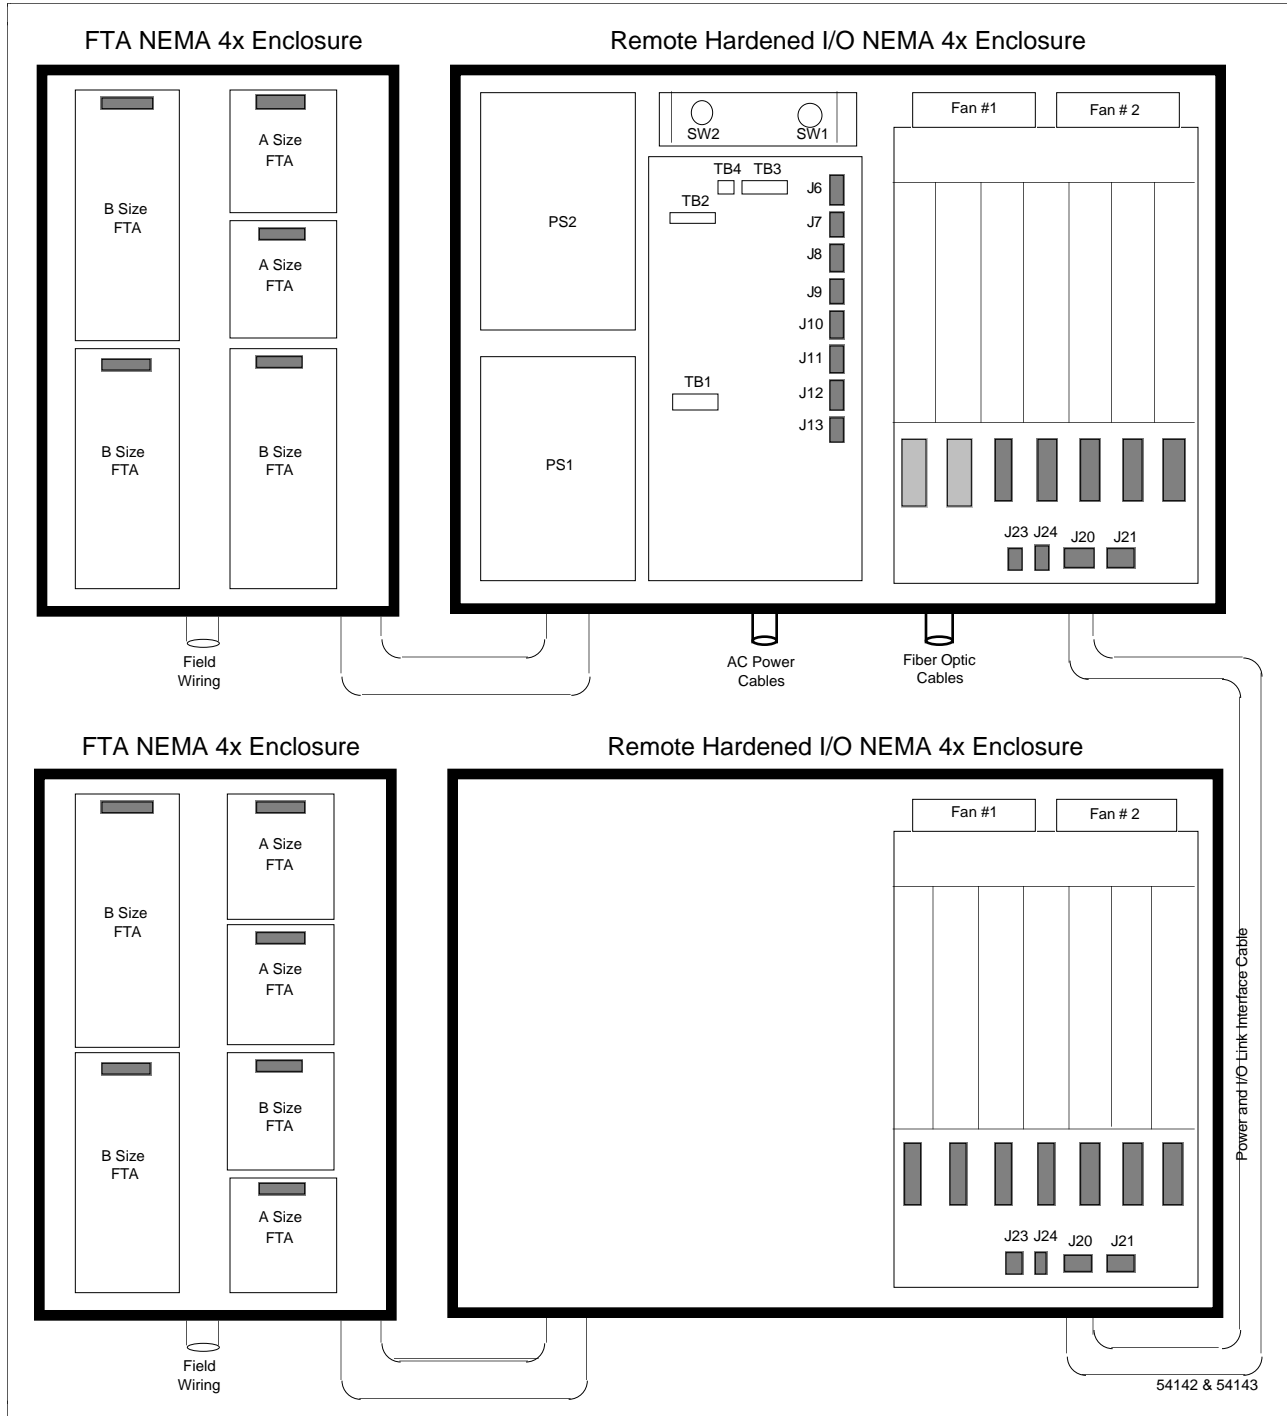 FTA NEMA 4x Enclosure
Remote Hardened I/O NEMA 4x Enclosure
B Size
FTA
A Size
FTA
A Size
FTA
B Size
FTA
B Size
FTA
PS2
PS1
SW2
SW1
TB4
TB3
TB2
TB1
J6
J7
J8
J9
J10
J11
J12
J13
Fan #1
Fan # 2
J23
J24
J20
J21
Field
Wiring
AC Power
Cables
Fiber Optic
Cables
FTA NEMA 4x Enclosure
Remote Hardened I/O NEMA 4x Enclosure
B Size
FTA
A Size
FTA
A Size
FTA
B Size
FTA
B Size
FTA
A Size
FTA
Fan #1
Fan # 2
J23
J24
J20
J21
Power and I/O Link Interface Cable
Field
Wiring
54142 & 54143